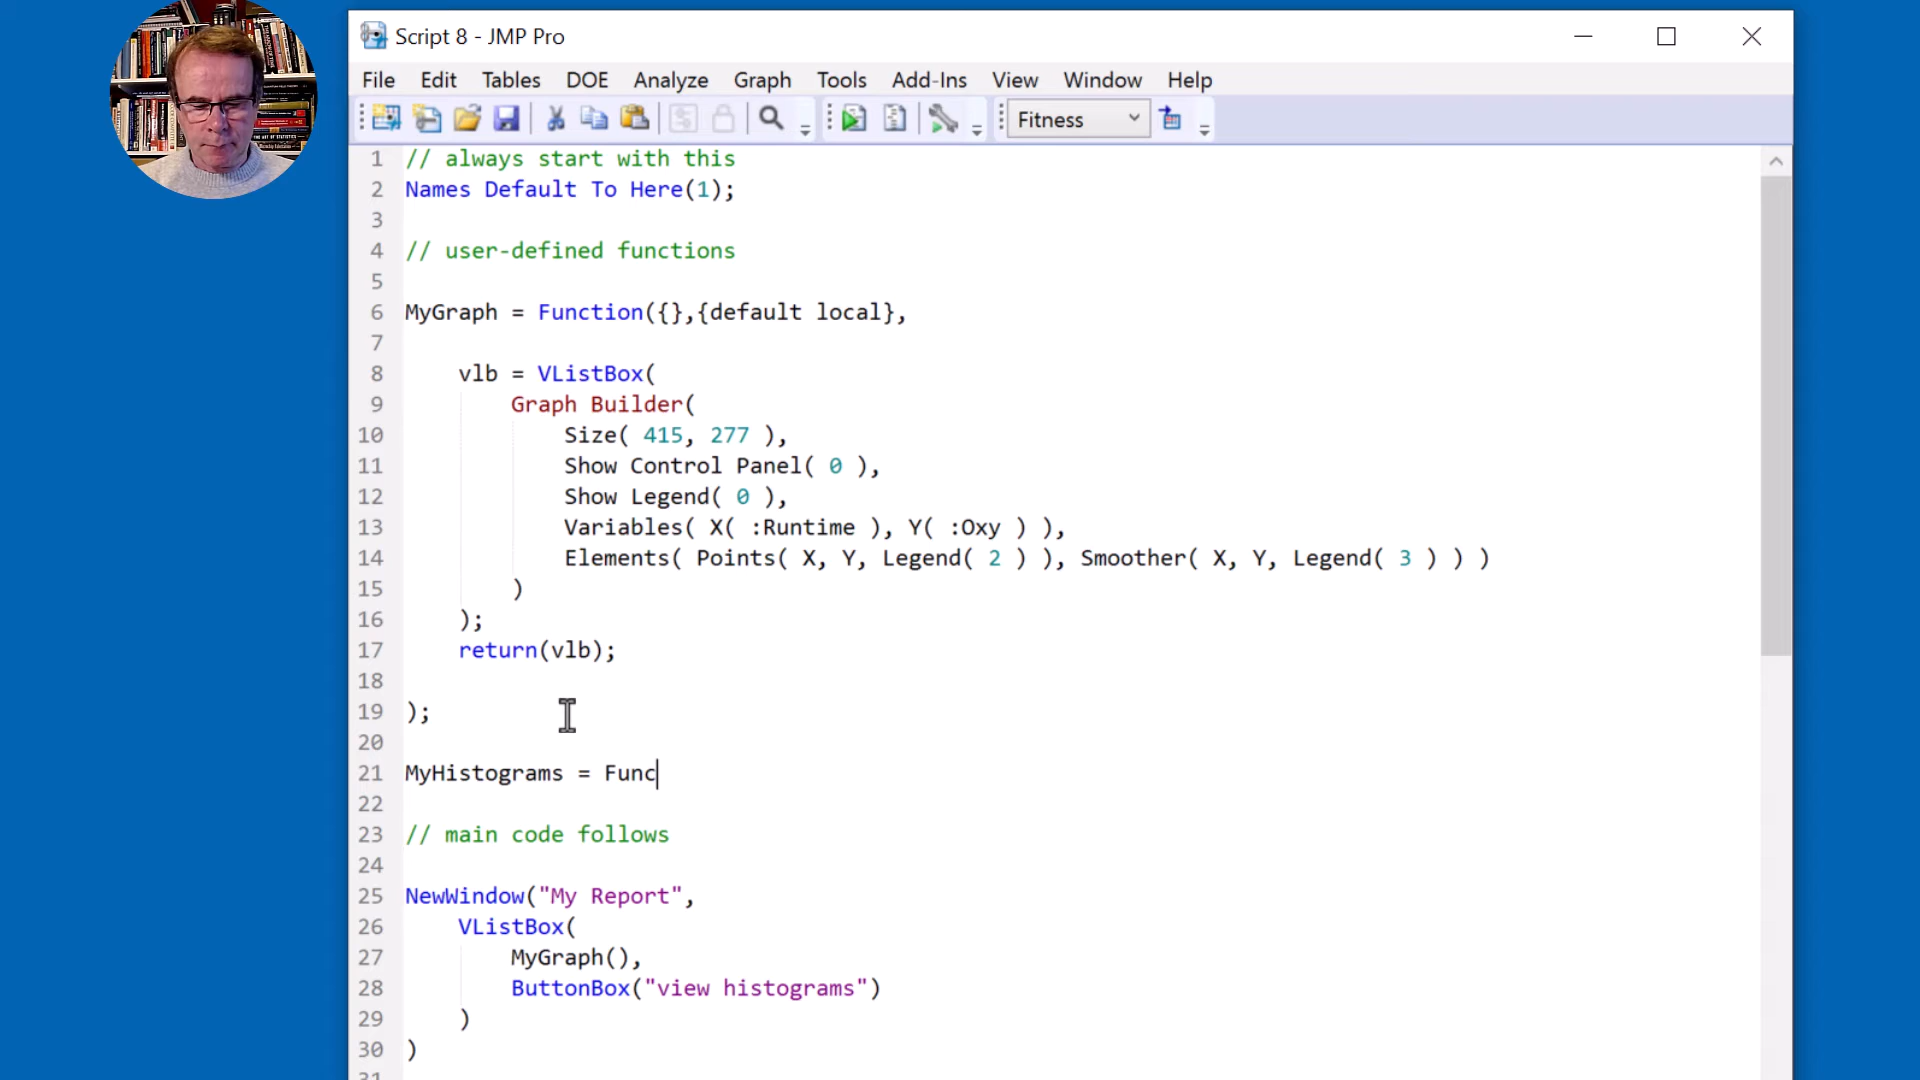 Script 8 - JMP Pro
File Edit Tables DOE Analyze Graph Tools Add-Ins View Window Help
Fitness
1 // always start with this
2 Names Default To Here(1);
3
4 // user-defined functions
5
6 MyGraph = Function({},{default local},
7
8 vlb = VListBox(
9 Graph Builder(
10 Size( 415, 277 ),
11 Show Control Panel( 0 ),
12 Show Legend( 0 ),
13 Variables( X( :Runtime ), Y( :Oxy ) ),
14 Elements( Points( X, Y, Legend( 2 ) ), Smoother( X, Y, Legend( 3 ) ) )
15 )
16 );
17 return(vlb);
18
19 );
20
21 MyHistograms = Func
22
23 // main code follows
24
25 NewWindow("My Report",
26 VListBox(
27 MyGraph(),
28 ButtonBox("view histograms")
29 )
30 )
31